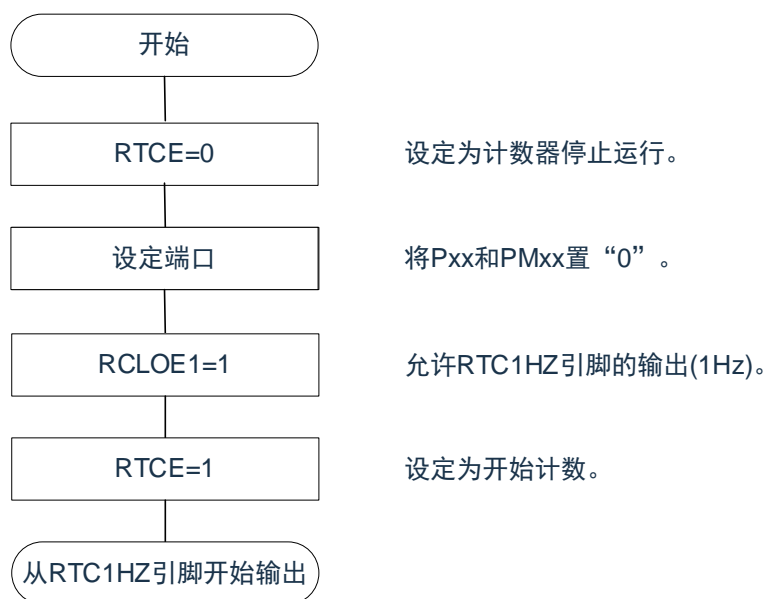 开始
RTCE=0 设定为计数器停止运行。
设定端口 将Pxx和PMxx置“0”。
RCLOE1=1 允许RTC1HZ引脚的输出(1Hz)。
RTCE=1 设定为开始计数。
从RTC1HZ引脚开始输出